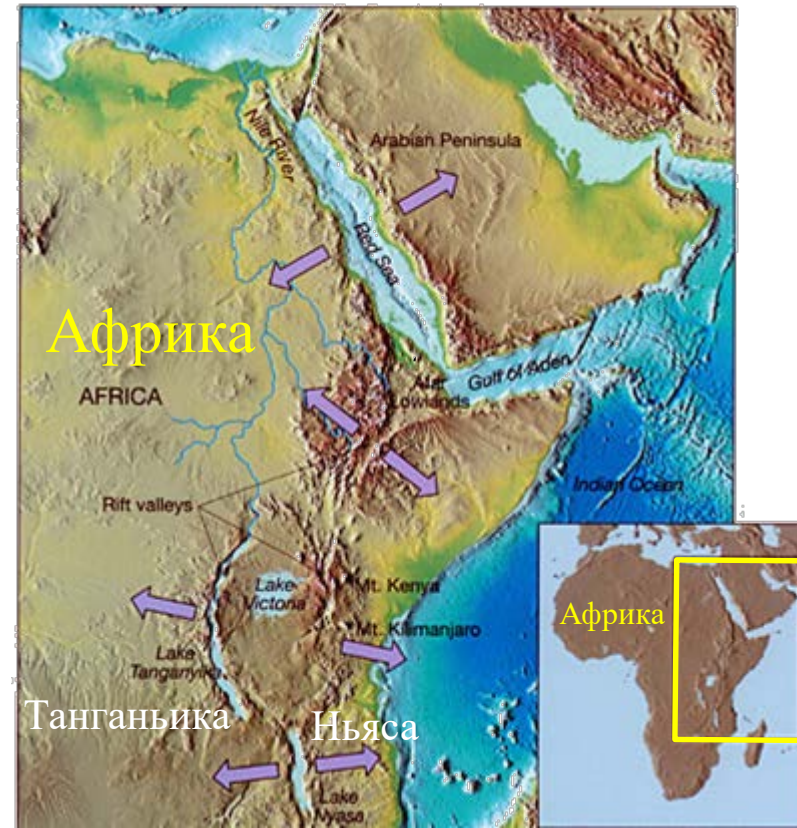 Nile River
Arabian Peninsula
Red Sea
Африка
AFRICA
Afar
Lowlands
Gulf of Aden
Rift valleys
Indian Ocean
Lake
Victoria
Mt. Kenya
Mt. Kilimanjaro
Lake
Tanganyika
Танганьика
Ньяса
Lake
Nyasa
Африка